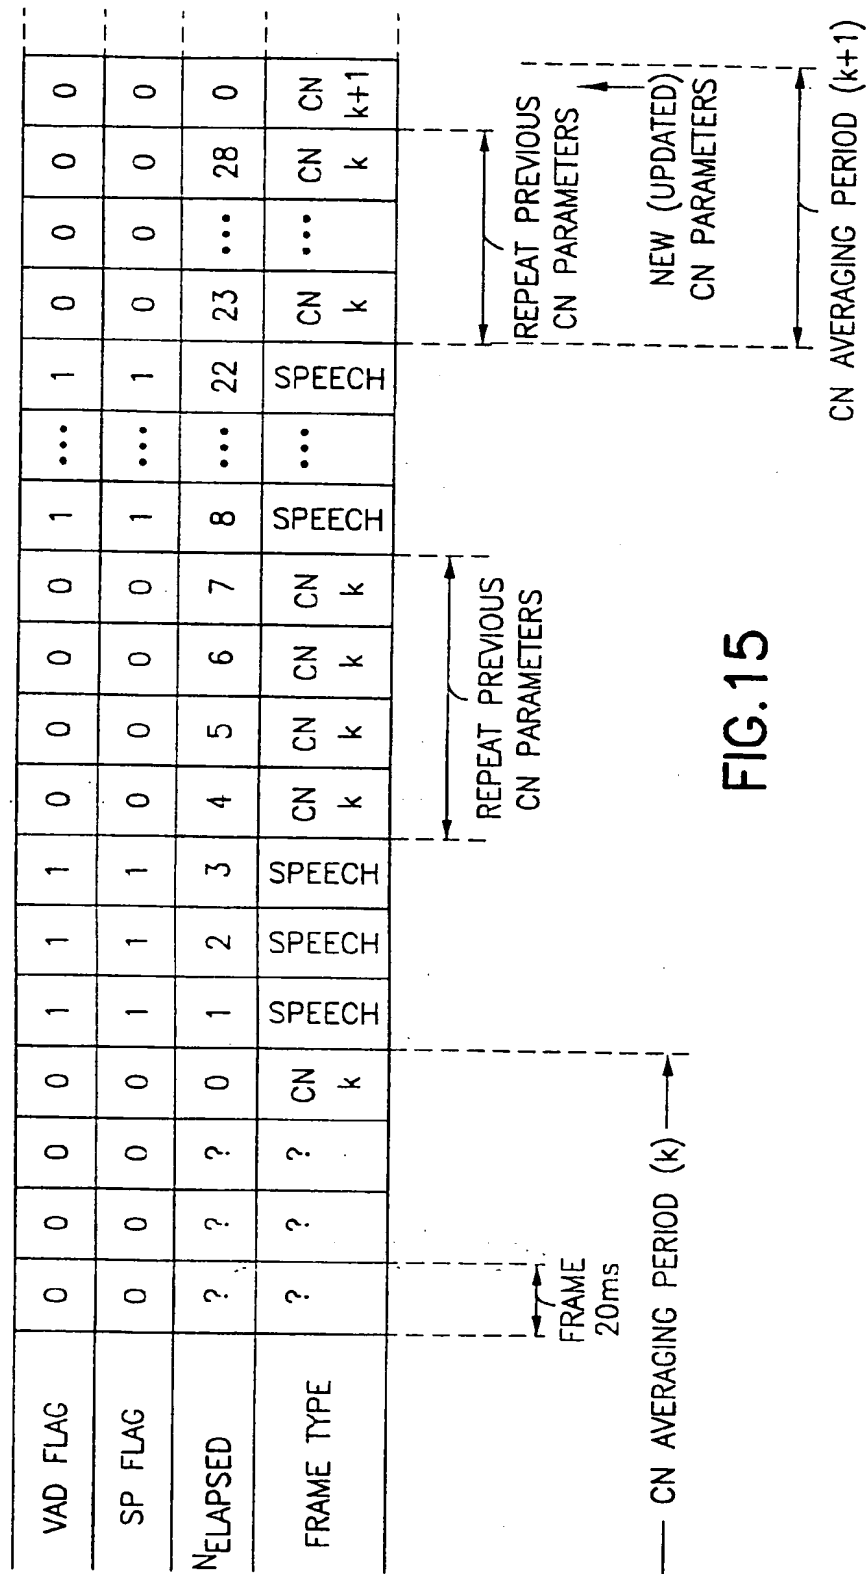 VAD FLAG 0 0 0 0 1 1 1 0 0 0 0 1 ... 1 0 0 0 0
SP FLAG 0 0 0 0 1 1 1 0 0 0 0 1 ... 1 0 0 0 0
NELAPSED ? ? ? 0 1 2 3 4 5 6 7 8 ... 22 23 ... 28 0
FRAME TYPE ? ? ? CN k SPEECH SPEECH SPEECH CN k CN k CN k CN k SPEECH ... SPEECH CN k ... CN k CN k+1
FRAME
20ms
REPEAT PREVIOUS
CN PARAMETERS
REPEAT PREVIOUS
CN PARAMETERS
NEW (UPDATED)
CN PARAMETERS
CN AVERAGING PERIOD (k)
CN AVERAGING PERIOD (k+1)
FIG.15